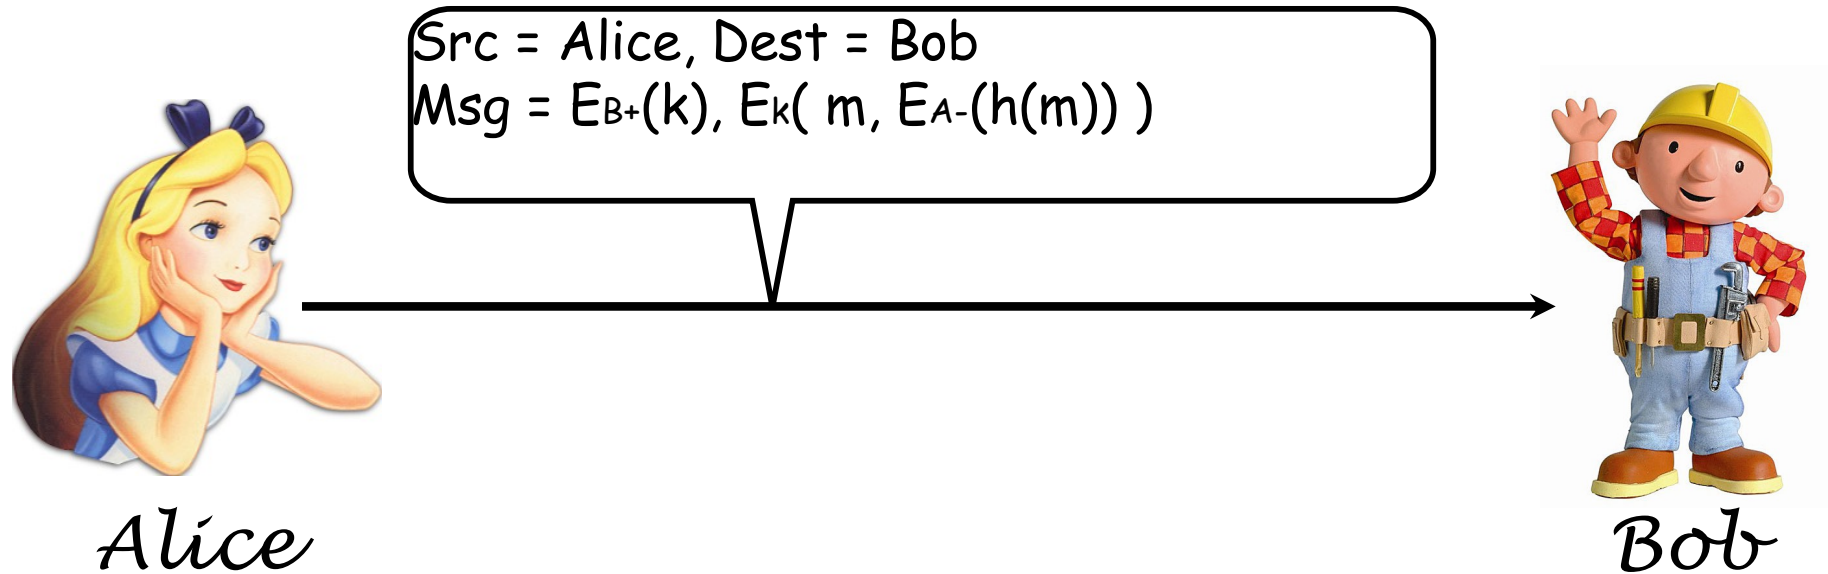 Src = Alice, Dest = Bob
Msg = EB+(k), Ek( m, EA-(h(m)) )
Alice
Bob